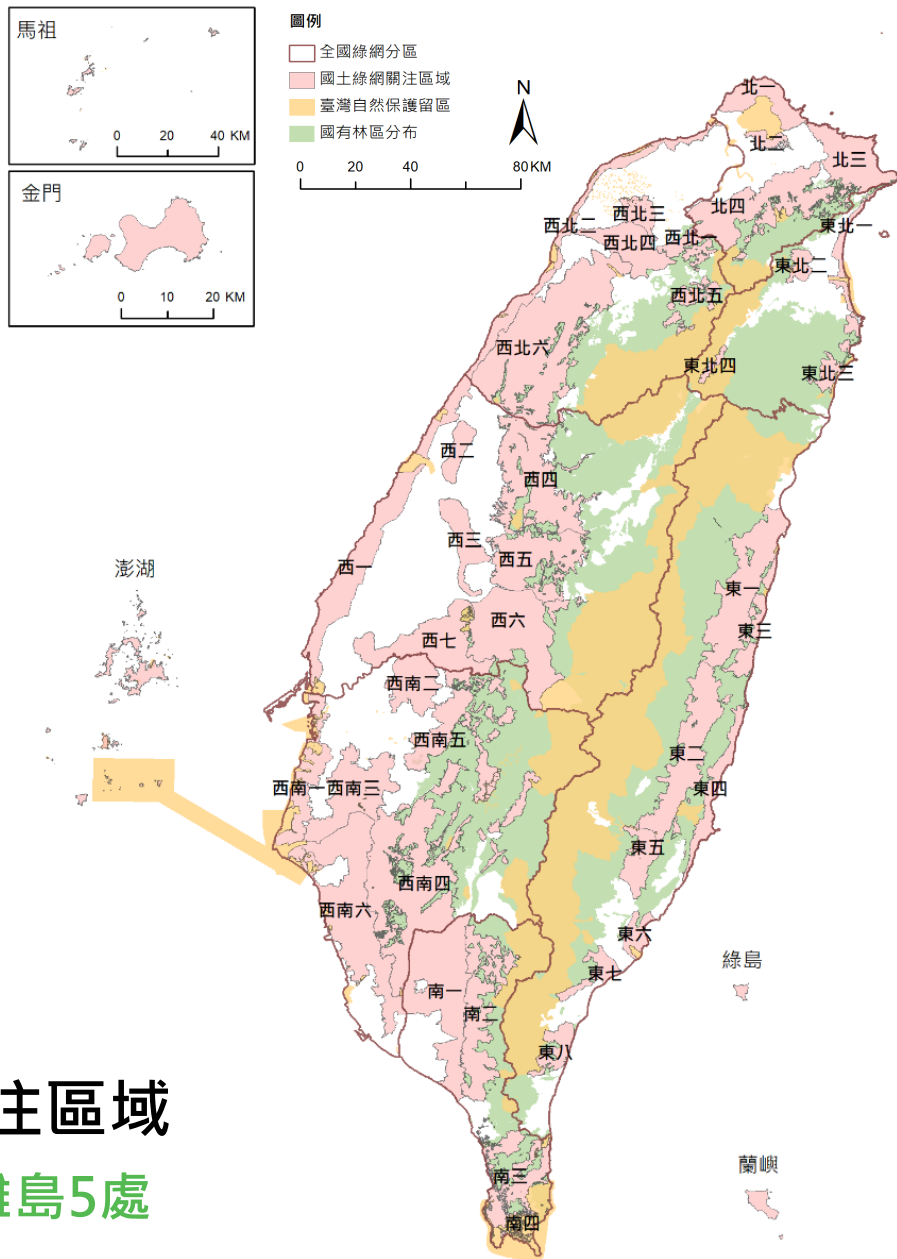 馬祖
0 20 40 KM
金門
0 10 20 KM
圖例
全國綠網分區
國土綠網關注區域
臺灣自然保護留區
國有林區分布
N
0 20 40 80KM
北一
北二
北三
北四
東北一
西北二
西北三
西北四
西北一
東北二
西北五
西北六
東北四
東北三
西二
西四
西三
西五
西一
澎湖
東一
西六
東三
西七
西南二
西南五
東二
西南一
西南三
東四
東五
西南四
西南六
東六
綠島
東七
南一
南二
東八
主區域
南三
蘭嶼
離島5處
南四